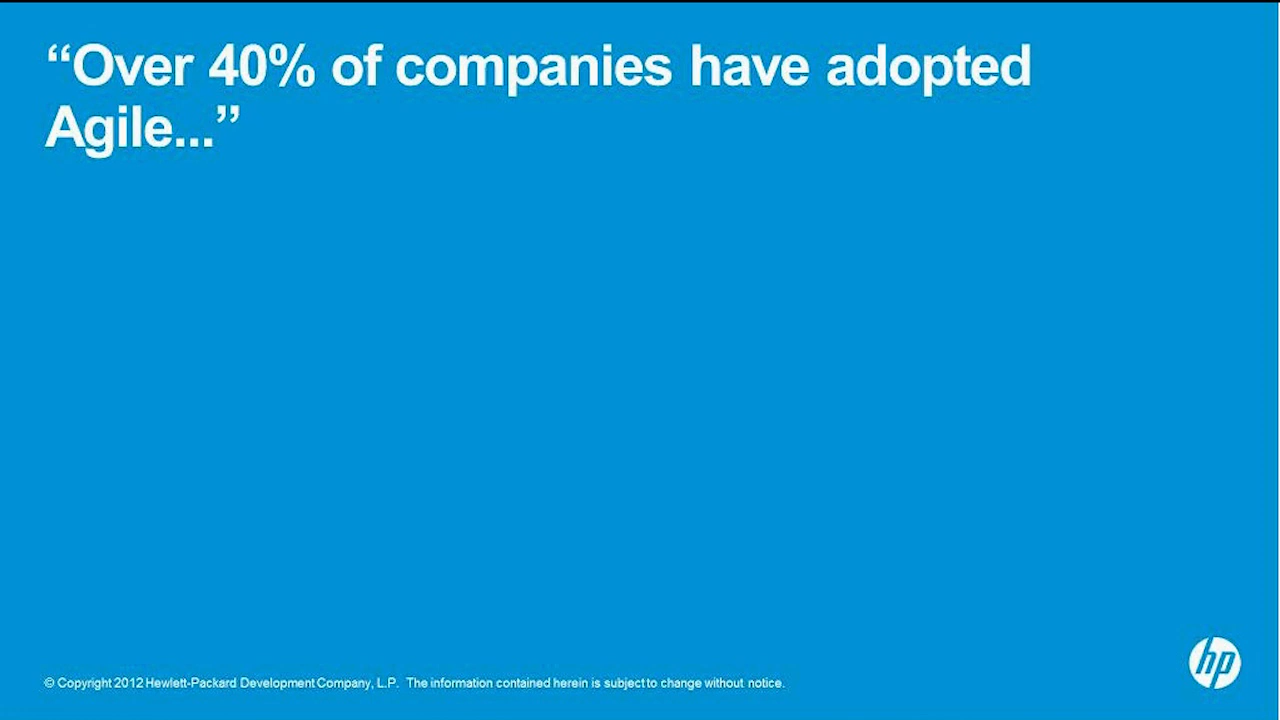 “Over 40% of companies have adopted
Agile...”
© Copyright 2012 Hewlett-Packard Development Company, L.P. The information contained herein is subject to change without notice.
hp